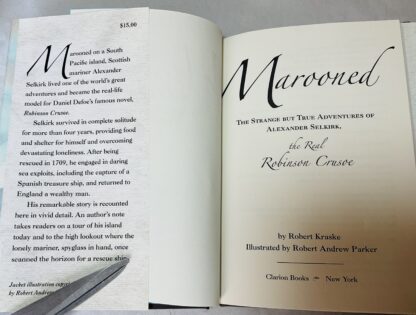 $15.00
Marooned on a South
Pacific island, Scottish
mariner Alexander
Selkirk lived one of the world's great
adventures and became the real-life
model for Daniel Defoe's famous novel,
Robinson Crusoe.
Selkirk survived in complete solitude
for more than four years, providing food
and shelter for himself and overcoming
devastating loneliness. After being
rescued in 1709, he engaged in daring
sea exploits, including the capture of a
Spanish treasure ship, and returned to
England a wealthy man.
His remarkable story is recounted
here in vivid detail. An author's note
takes readers on a tour of his island
today and to the high lookout where the
lonely mariner, spyglass in hand, once
scanned the horizon for a rescue ship.
Jacket illustration
by Robert
Marooned
The Strange but True Adventures of
Alexander Selkirk,
the Real
Robinson Crusoe
by Robert Kraske
Illustrated by Robert Andrew Parker
Clarion Books ~ New York